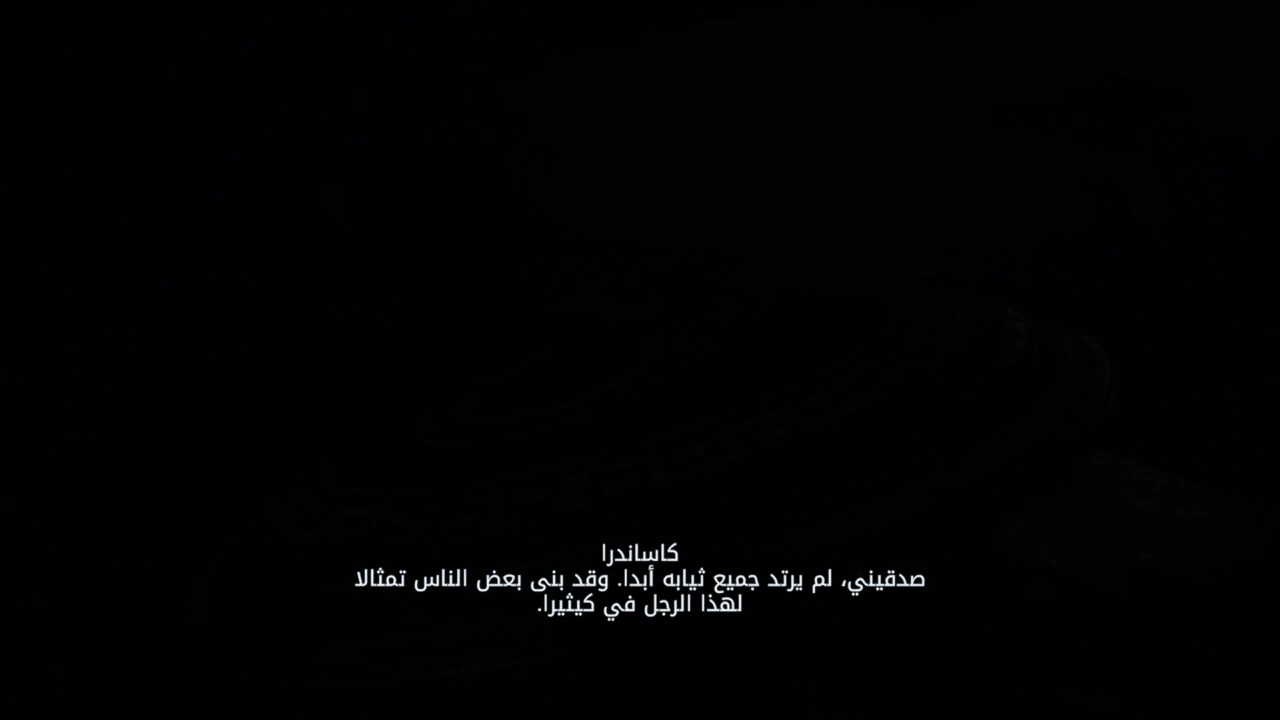 كاساندرا
صدقيني، لم يرتد جميع ثيابه أبدا. وقد بنى بعض الناس تمثالا
لهذا الرجل في كيثيرا.